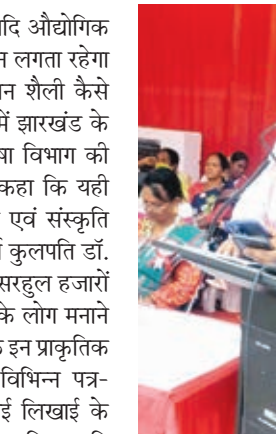 दि औद्योगिक
न लगता रहेगा
न शैली कैसे
में झारखंड के
षा विभाग की
कहा कि यही
एवं संस्कृति
कुलपति डॉ.
सरहुल हजारों
के लोग मनाने
इन प्राकृतिक
विभिन्न पत्र-
ई लिखाई के